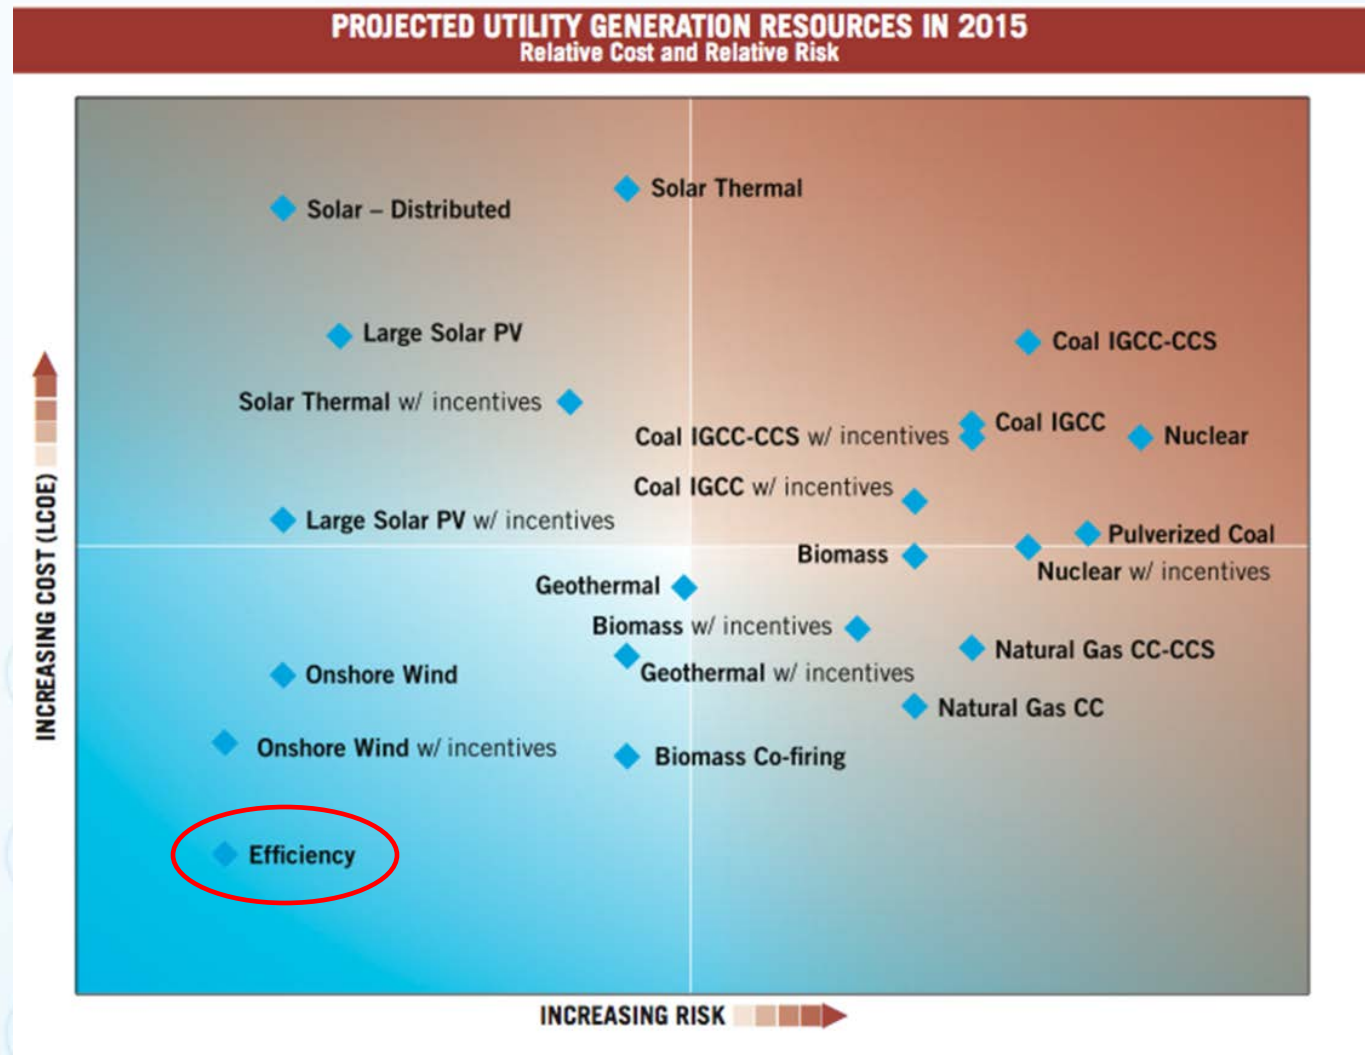 PROJECTED UTILITY GENERATION RESOURCES IN 2015
Relative Cost and Relative Risk
Solar Thermal
Solar – Distributed
Large Solar PV
Coal IGCC-CCS
Solar Thermal w/ incentives
Coal IGCC
Coal IGCC-CCS w/ incentives
Nuclear
Coal IGCC w/ incentives
Large Solar PV w/ incentives
Pulverized Coal
Biomass
Nuclear w/ incentives
Geothermal
Biomass w/ incentives
Natural Gas CC-CCS
Geothermal w/ incentives
Onshore Wind
Natural Gas CC
Onshore Wind w/ incentives
Biomass Co-firing
Efficiency
INCREASING COST (LCOE)
INCREASING RISK